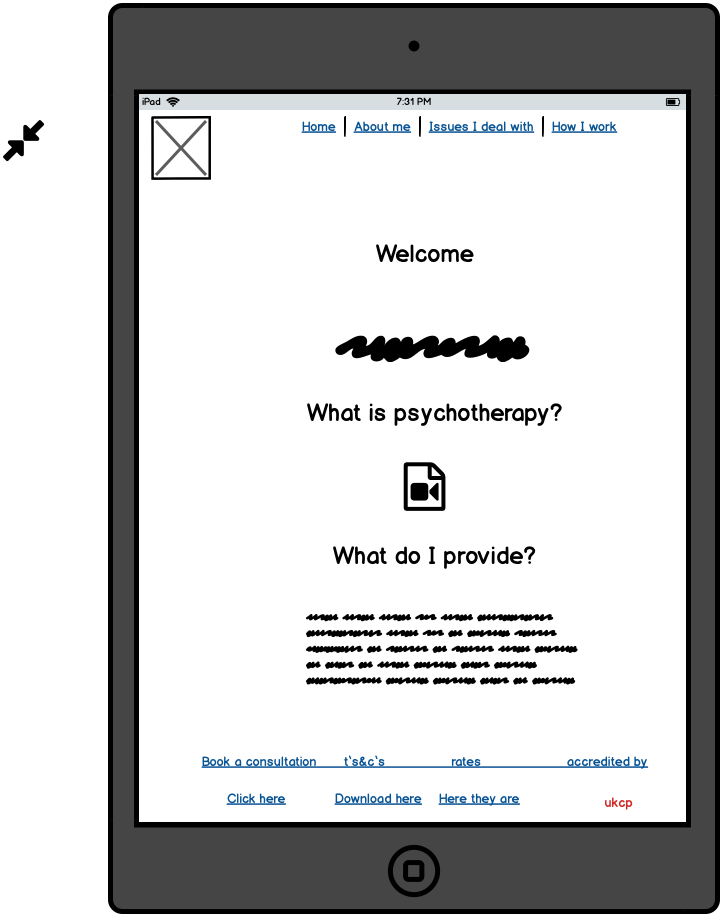 iPad 7:31 PM
Home About me Issues I deal with How I work
Welcome
What is psychotherapy?
What do I provide?
Book a consultation t's&c's rates accredited by
Click here Download here Here they are ukcp